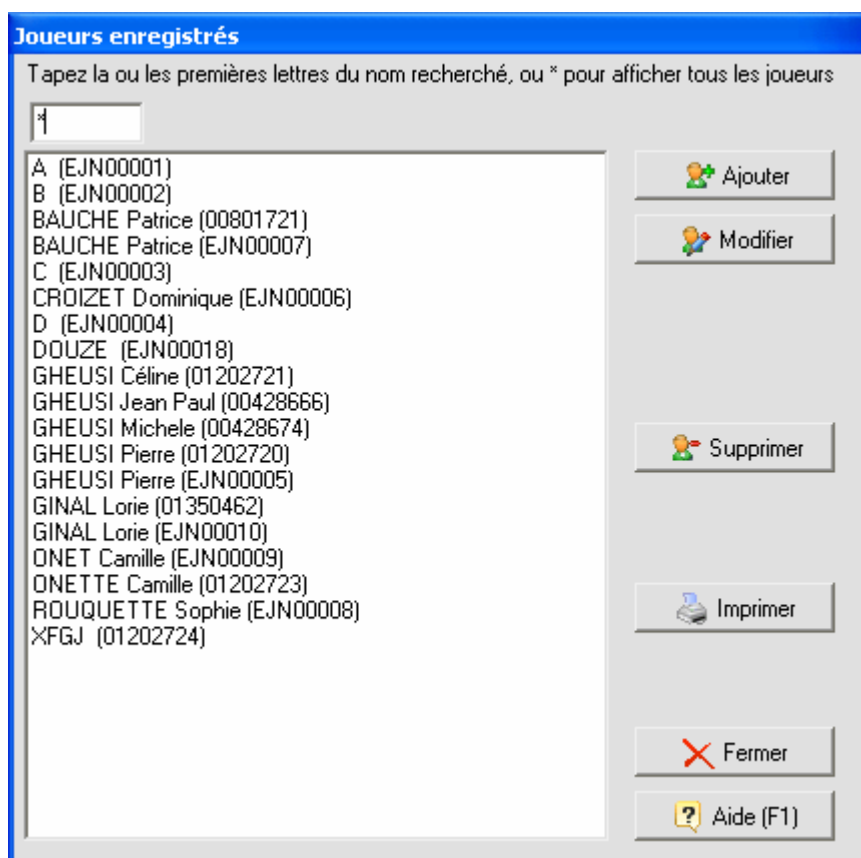 Joueurs enregistrés
Tapez la ou les premières lettres du nom recherché, ou * pour afficher tous les joueurs
*
A (EJN00001)
B (EJN00002)
BAUCHE Patrice (00801721)
BAUCHE Patrice (EJN00007)
C (EJN00003)
CROIZET Dominique (EJN00006)
D (EJN00004)
DOUZE (EJN00018)
GHEUSI Céline (01202721)
GHEUSI Jean Paul (00428666)
GHEUSI Michele (00428674)
GHEUSI Pierre (01202720)
GHEUSI Pierre (EJN00005)
GINAL Lorie (01350462)
GINAL Lorie (EJN00010)
ONET Camille (EJN00009)
ONETTE Camille (01202723)
ROUQUETTE Sophie (EJN00008)
XFGJ (01202724)
Ajouter
Modifier
Supprimer
Imprimer
Fermer
Aide (F1)